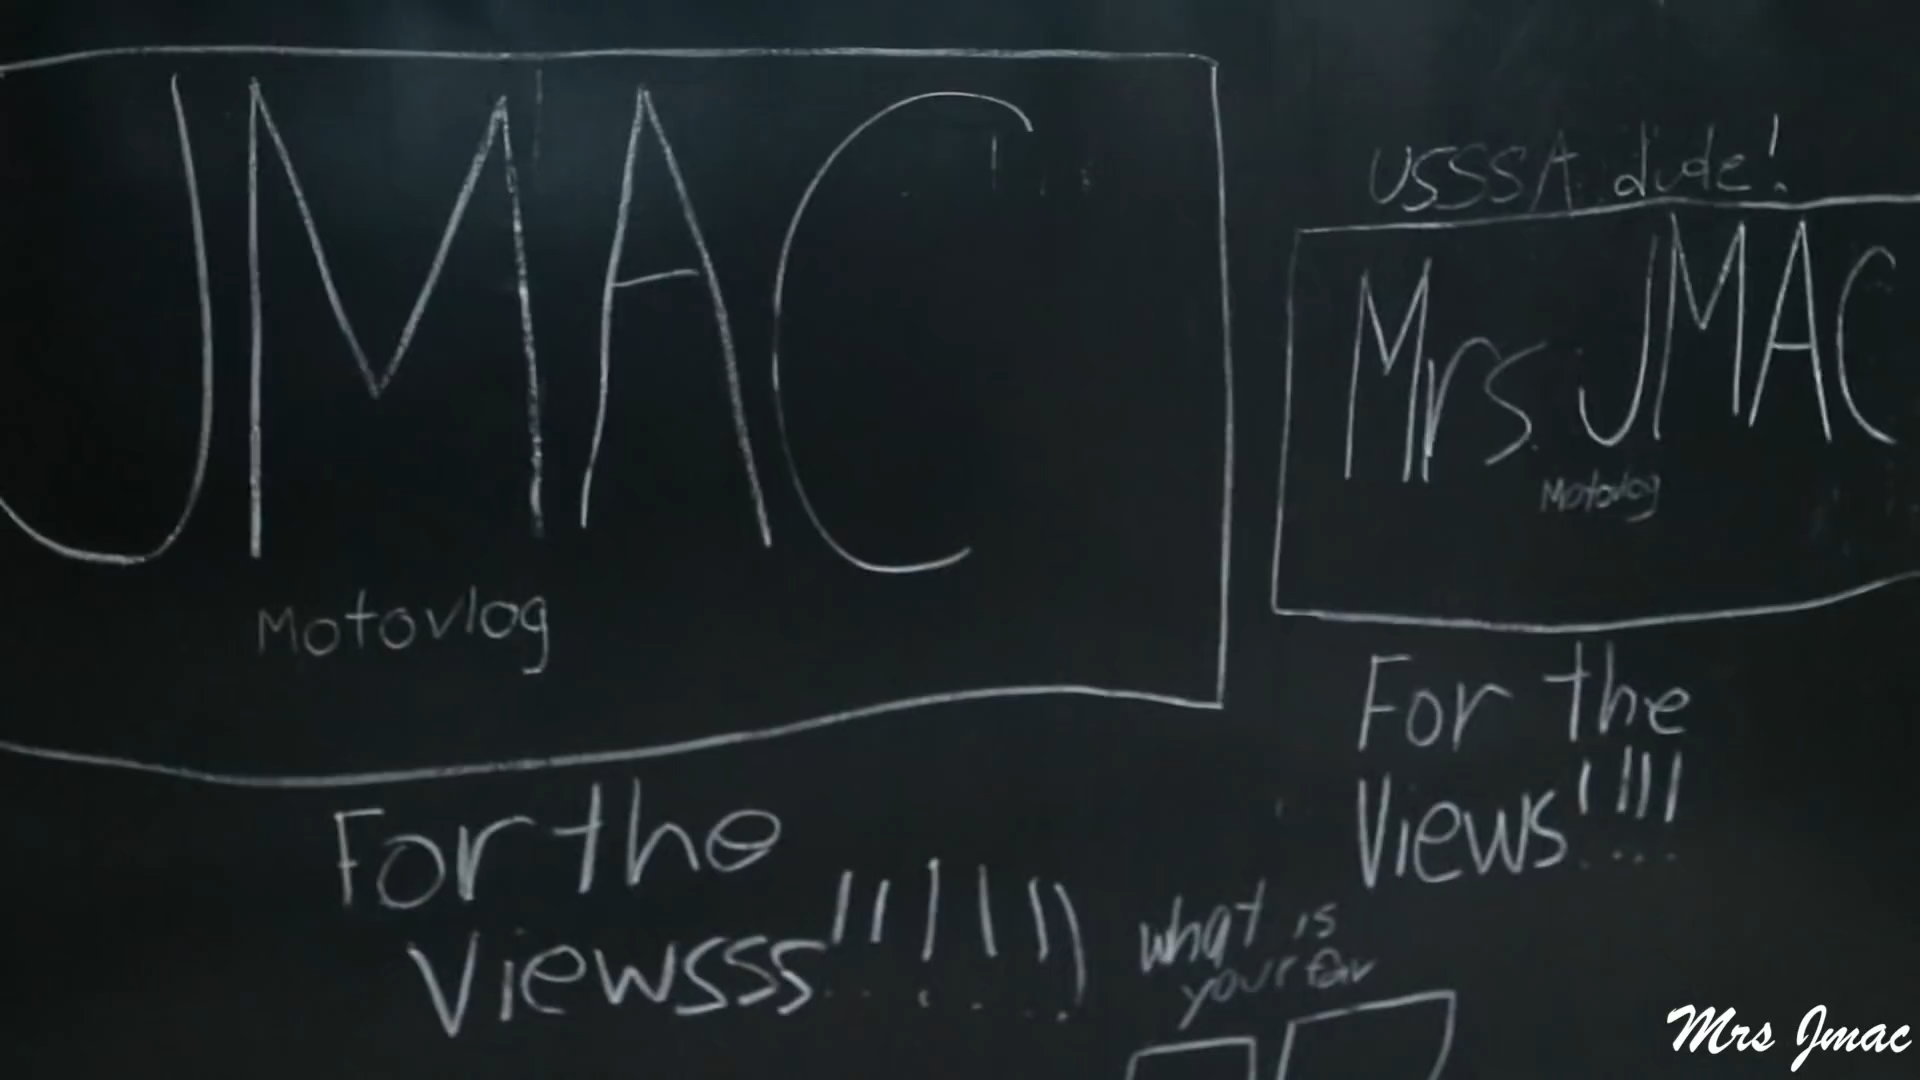 JMAC
Motovlog
For the
Viewsss!!!!!!!
USSSA dude!
Mrs JMAC
Motovlog
For the
Views!!!!
what is
your fav
Mrs Jmac